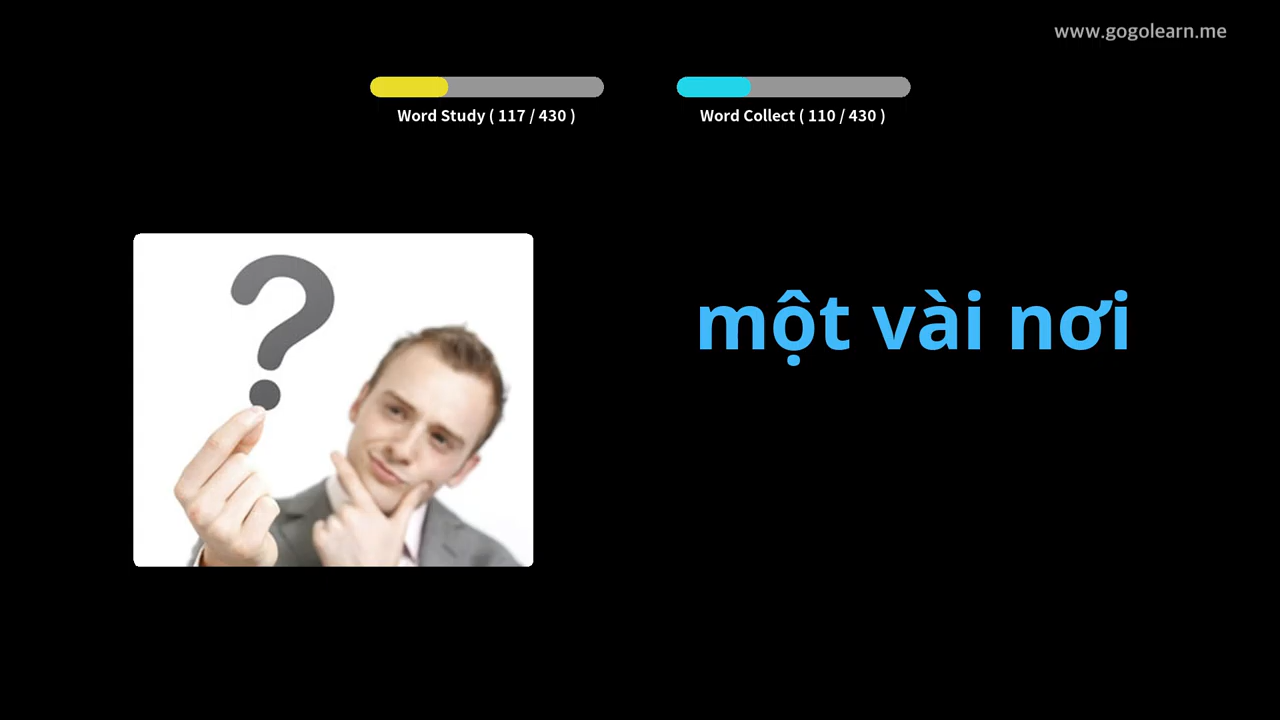 www.gogolearn.me
Word Study ( 117 / 430 )
Word Collect ( 110 / 430 )
?
một vài nơi